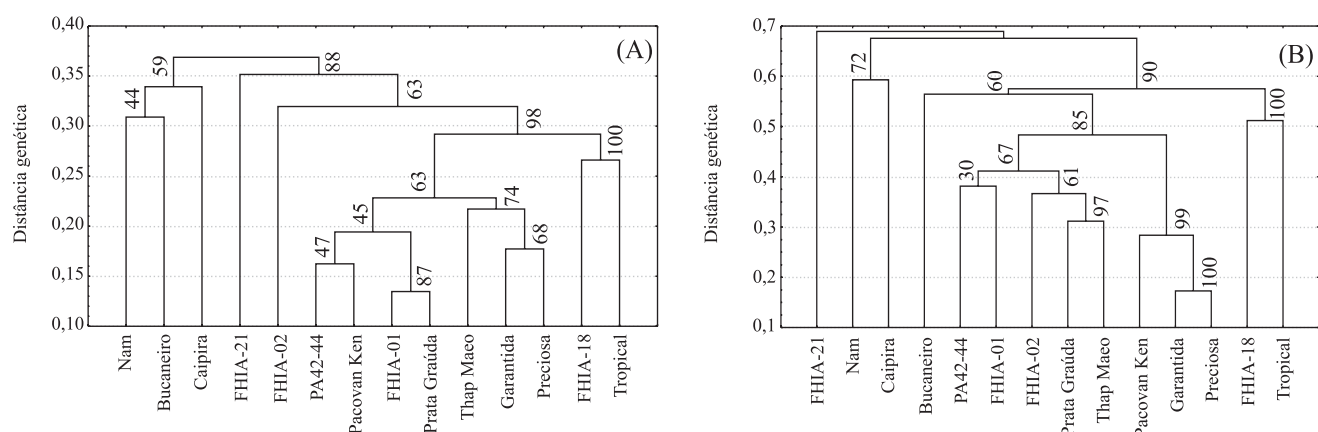 (A)
Distância genética
0,40
0,35
0,30
0,25
0,20
0,15
0,10
44
59
88
63
98
100
63
45
74
47
87
68
Nam
Bucaneiro
Caipira
FHIA-21
FHIA-02
PA42-44
Pacovan Ken
FHIA-01
Prata Graúda
Thap Maeo
Garantida
Preciosa
FHIA-18
Tropical
(B)
Distância genética
0,7
0,6
0,5
0,4
0,3
0,2
0,1
72
60
90
100
85
67
30
61
97
99
100
FHIA-21
Nam
Caipira
Bucaneiro
PA42-44
FHIA-01
FHIA-02
Prata Graúda
Thap Maeo
Pacovan Ken
Garantida
Preciosa
FHIA-18
Tropical